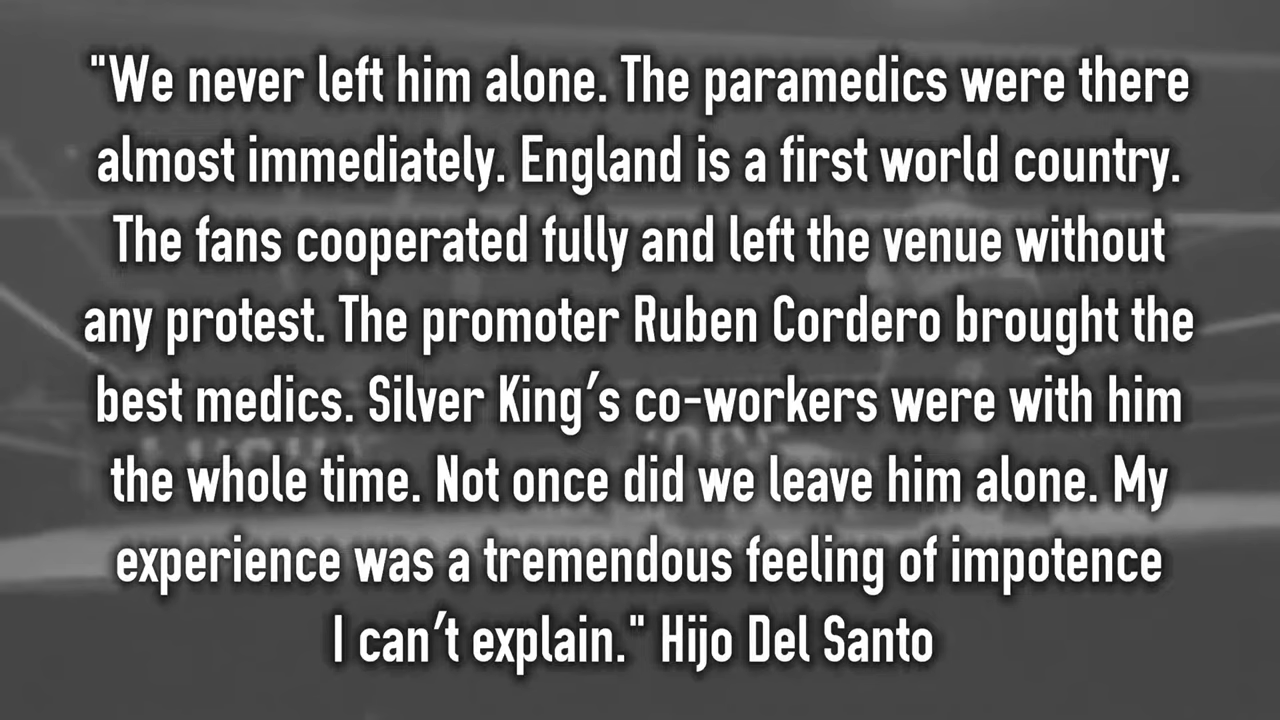 "We never left him alone. The paramedics were there
almost immediately. England is a first world country.
The fans cooperated fully and left the venue without
any protest. The promoter Ruben Cordero brought the
best medics. Silver King's co-workers were with him
the whole time. Not once did we leave him alone. My
experience was a tremendous feeling of impotence
I can't explain." Hijo Del Santo